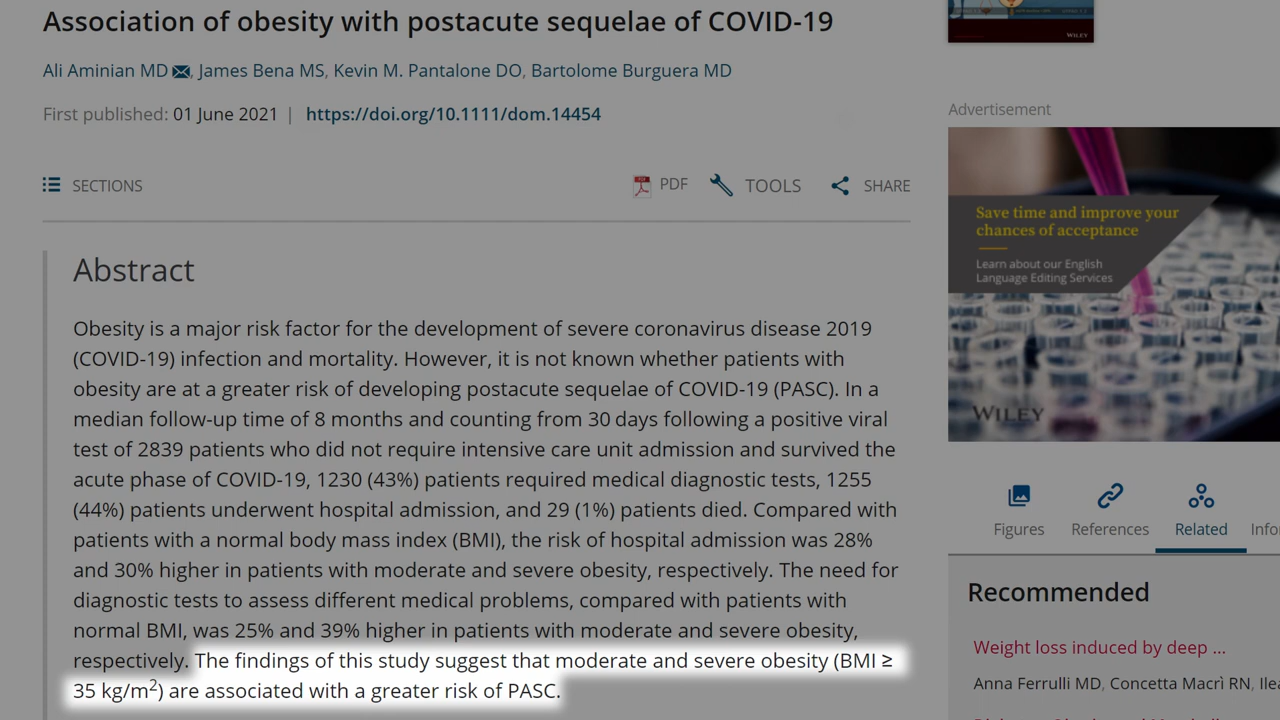 Association of obesity with postacute sequelae of COVID-19
Ali Aminian MD, James Bena MS, Kevin M. Pantalone DO, Bartolome Burguera MD
First published: 01 June 2021 | https://doi.org/10.1111/dom.14454
SECTIONS
PDF TOOLS SHARE
Abstract
Obesity is a major risk factor for the development of severe coronavirus disease 2019
(COVID-19) infection and mortality. However, it is not known whether patients with
obesity are at a greater risk of developing postacute sequelae of COVID-19 (PASC). In a
median follow-up time of 8 months and counting from 30 days following a positive viral
test of 2839 patients who did not require intensive care unit admission and survived the
acute phase of COVID-19, 1230 (43%) patients required medical diagnostic tests, 1255
(44%) patients underwent hospital admission, and 29 (1%) patients died. Compared with
patients with a normal body mass index (BMI), the risk of hospital admission was 28%
and 30% higher in patients with moderate and severe obesity, respectively. The need for
diagnostic tests to assess different medical problems, compared with patients with
normal BMI, was 25% and 39% higher in patients with moderate and severe obesity,
respectively. The findings of this study suggest that moderate and severe obesity (BMI ≥
35 kg/m²) are associated with a greater risk of PASC.
WILEY
Advertisement
Save time and improve your
chances of acceptance
Learn about our English
Language Editing Services
WILEY
Figures References Related Info
Recommended
Weight loss induced by deep ...
Anna Ferrulli MD, Concetta Macrì RN, Ilea